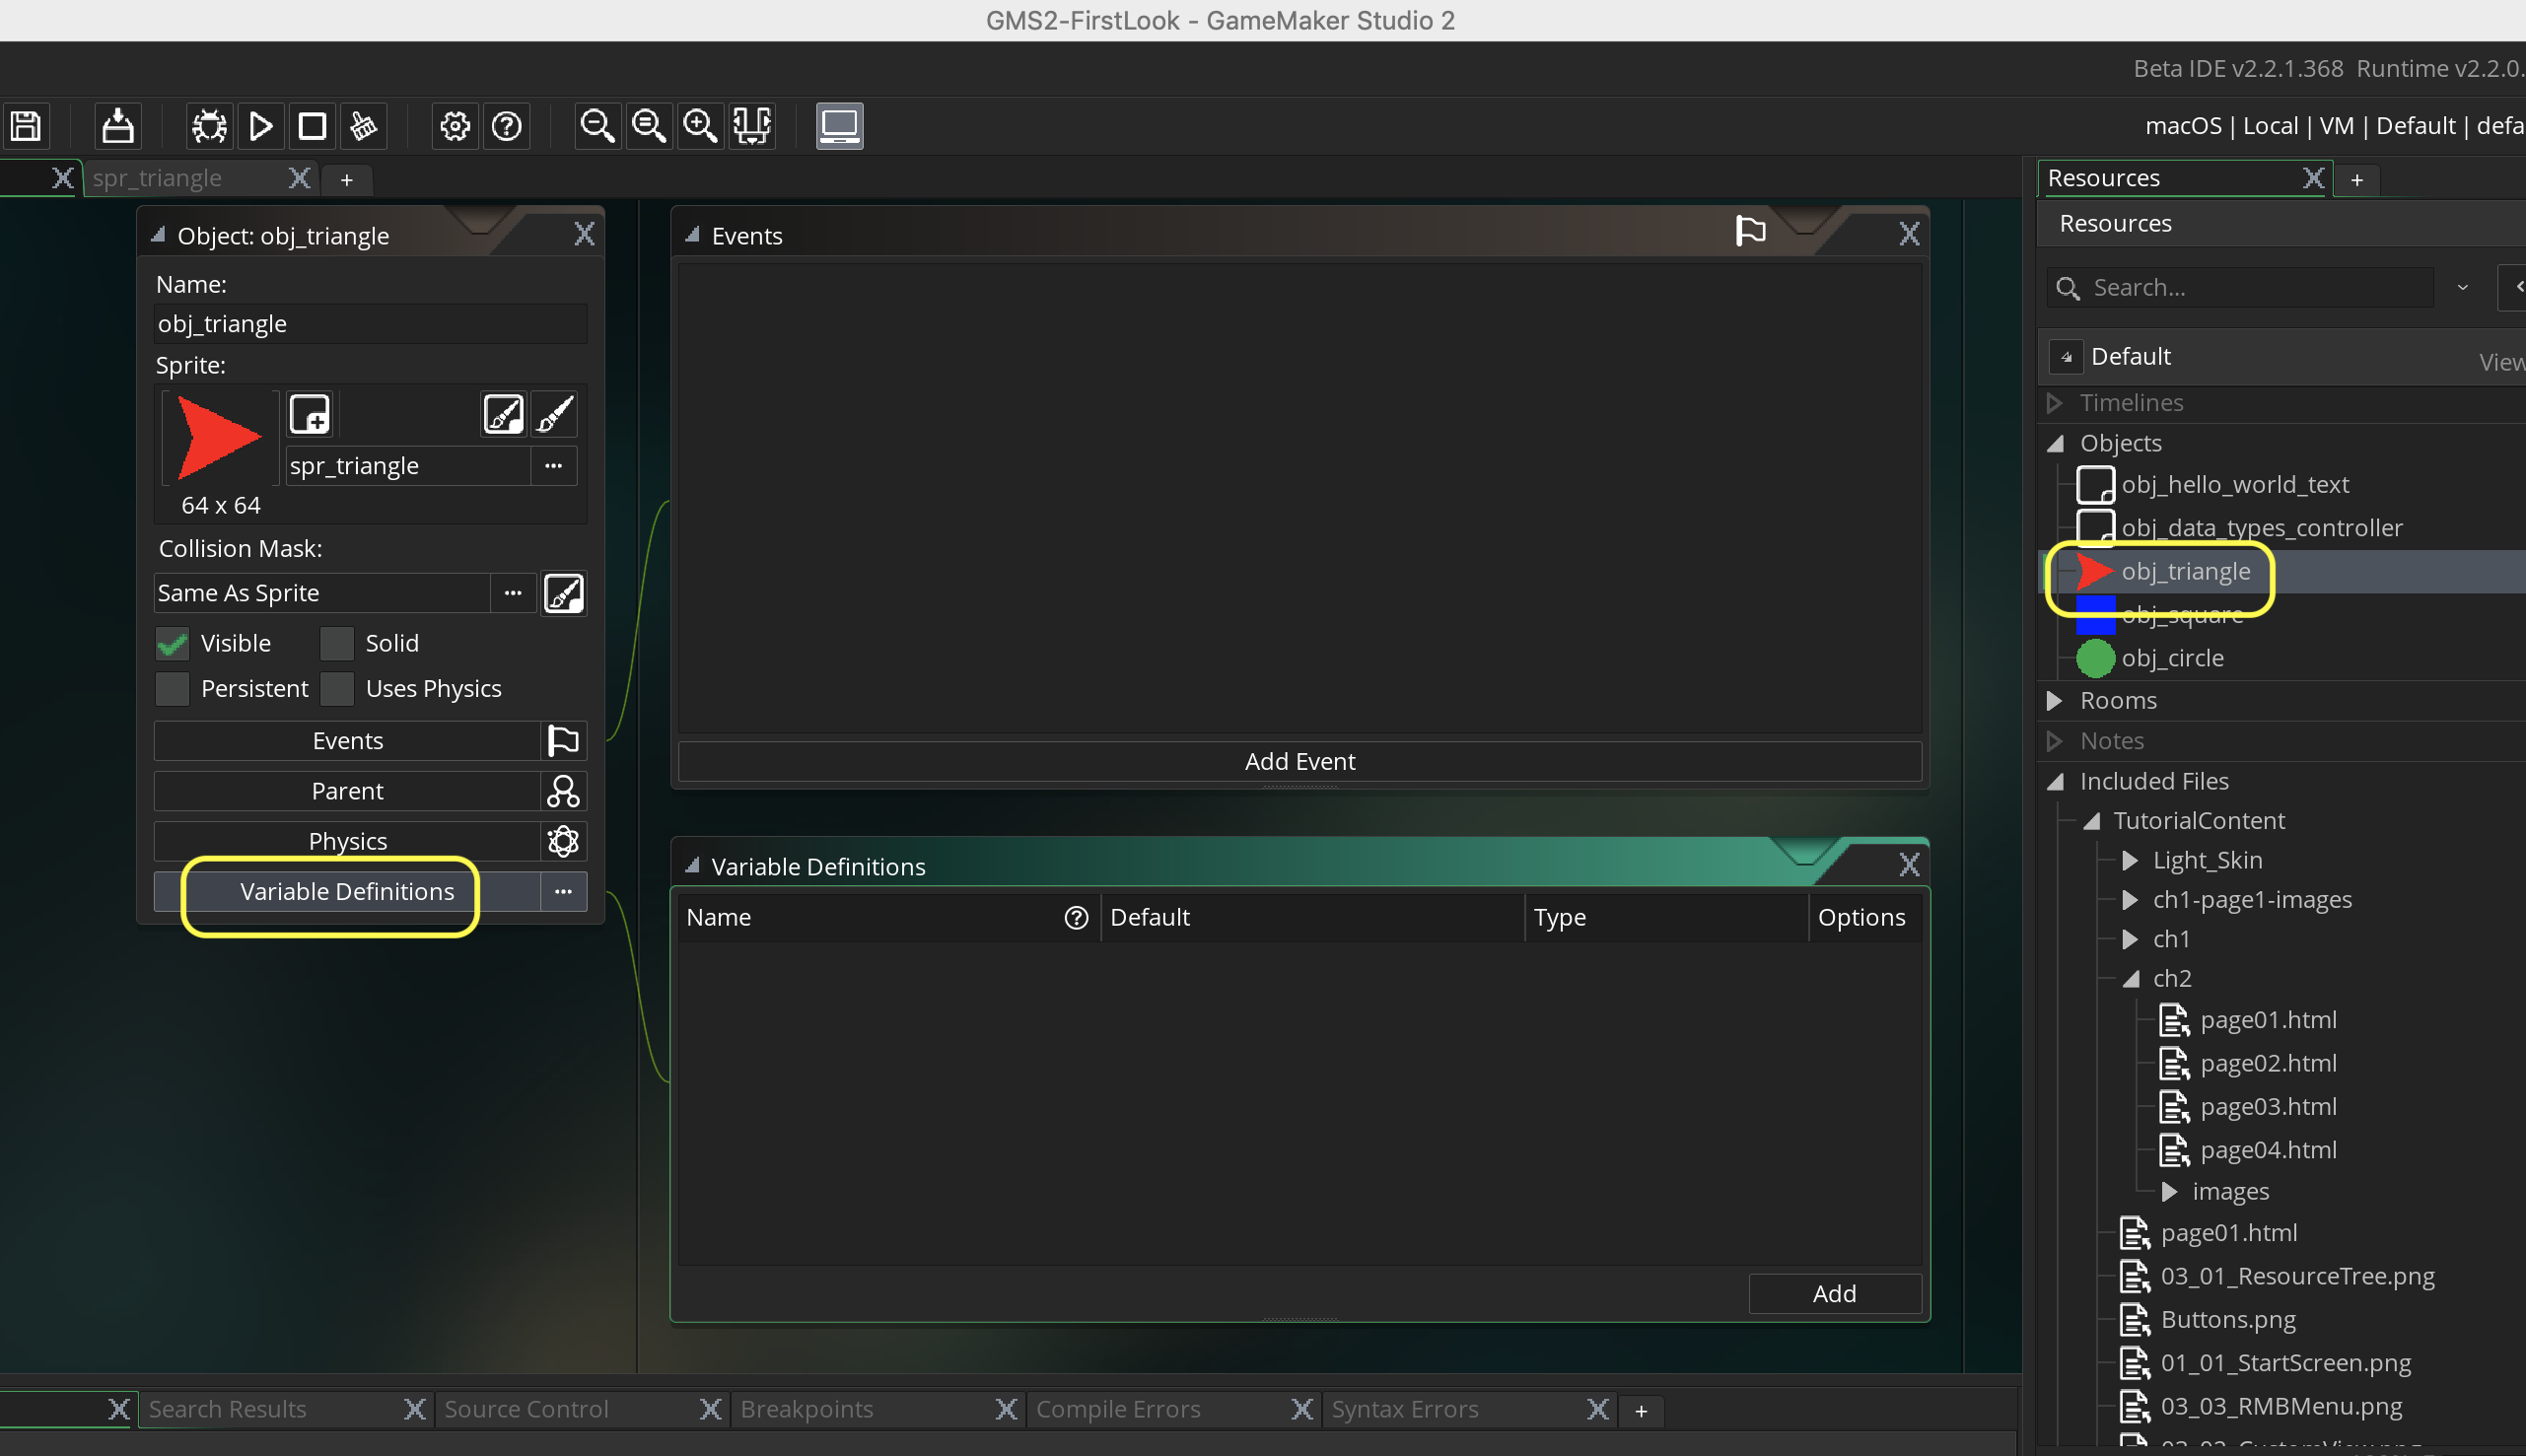 GMS2-FirstLook - GameMaker Studio 2
Beta IDE v2.2.1.368 Runtime v2.2.0.
macOS | Local | VM | Default | defa
spr_triangle
+
Resources
+
Object: obj_triangle
Name:
obj_triangle
Sprite:
spr_triangle
...
64 x 64
Collision Mask:
Same As Sprite
...
Visible
Solid
Persistent
Uses Physics
Events
Parent
Physics
Variable Definitions
...
Events
Add Event
Variable Definitions
Name
Default
Type
Options
Add
Resources
Search...
Default
View
Timelines
Objects
obj_hello_world_text
obj_data_types_controller
obj_triangle
obj_square
obj_circle
Rooms
Notes
Included Files
TutorialContent
Light_Skin
ch1-page1-images
ch1
ch2
page01.html
page02.html
page03.html
page04.html
images
page01.html
03_01_ResourceTree.png
Buttons.png
01_01_StartScreen.png
03_03_RMBMenu.png
Search Results
Source Control
Breakpoints
Compile Errors
Syntax Errors
+